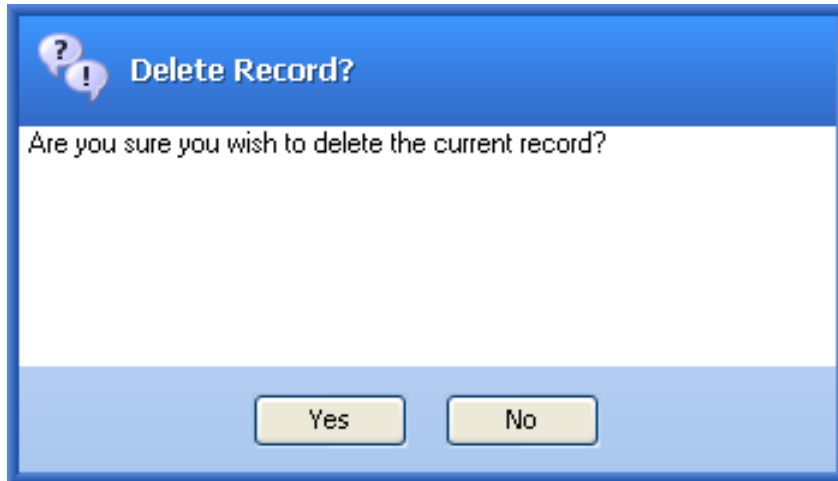 ? !
Delete Record?
Are you sure you wish to delete the current record?
Yes No